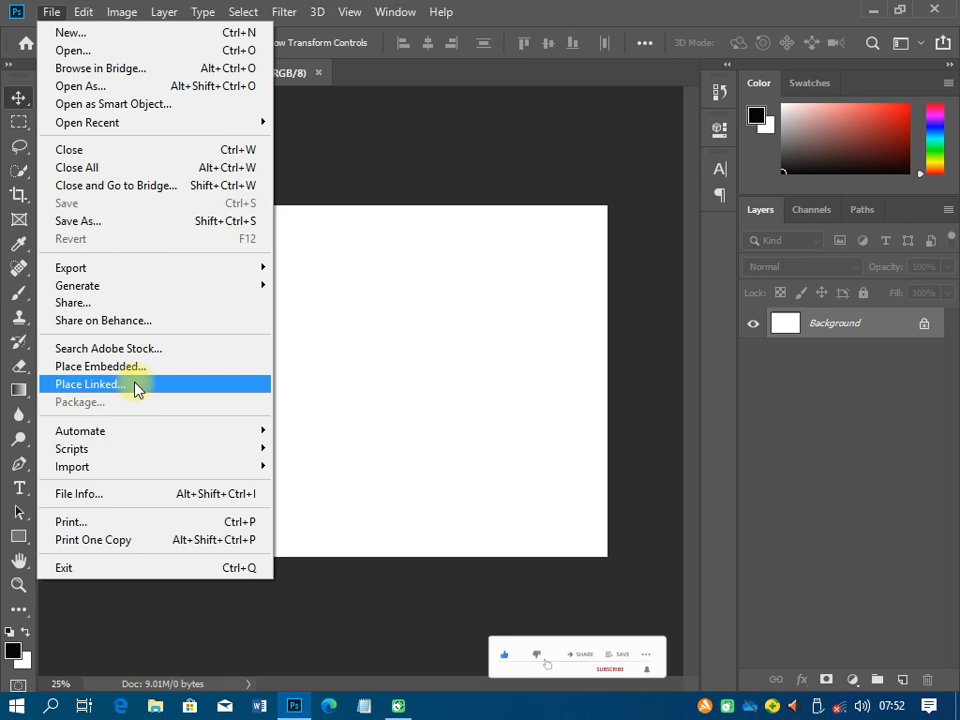 Ps File Edit Image Layer Type Select Filter 3D View Window Help
ow Transform Controls 3D Mode:
RGB/8) ×
New... Ctrl+N
Open... Ctrl+O
Browse in Bridge... Alt+Ctrl+O
Open As... Alt+Shift+Ctrl+O
Open as Smart Object...
Open Recent
Close Ctrl+W
Close All Alt+Ctrl+W
Close and Go to Bridge... Shift+Ctrl+W
Save Ctrl+S
Save As... Shift+Ctrl+S
Revert F12
Export
Generate
Share...
Share on Behance...
Search Adobe Stock...
Place Embedded...
Place Linked...
Package...
Automate
Scripts
Import
File Info... Alt+Shift+Ctrl+I
Print... Ctrl+P
Print One Copy Alt+Shift+Ctrl+P
Exit Ctrl+Q
Color Swatches
Layers Channels Paths
Kind
Normal Opacity: 100%
Lock: Fill: 100%
Background
SHARE SAVE
SUBSCRIBE
25% Doc: 9.01M/0 bytes
Ps 07:52